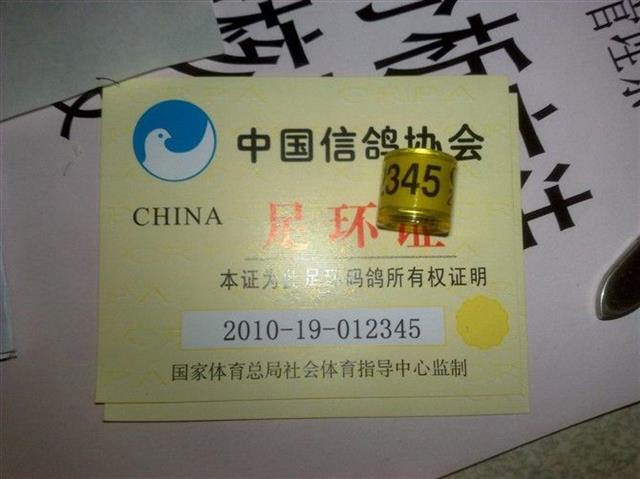 中国信鸽协会
CHINA
足环证
345
本证为此足环码鸽所有权证明
2010-19-012345
国家体育总局社会体育指导中心监制